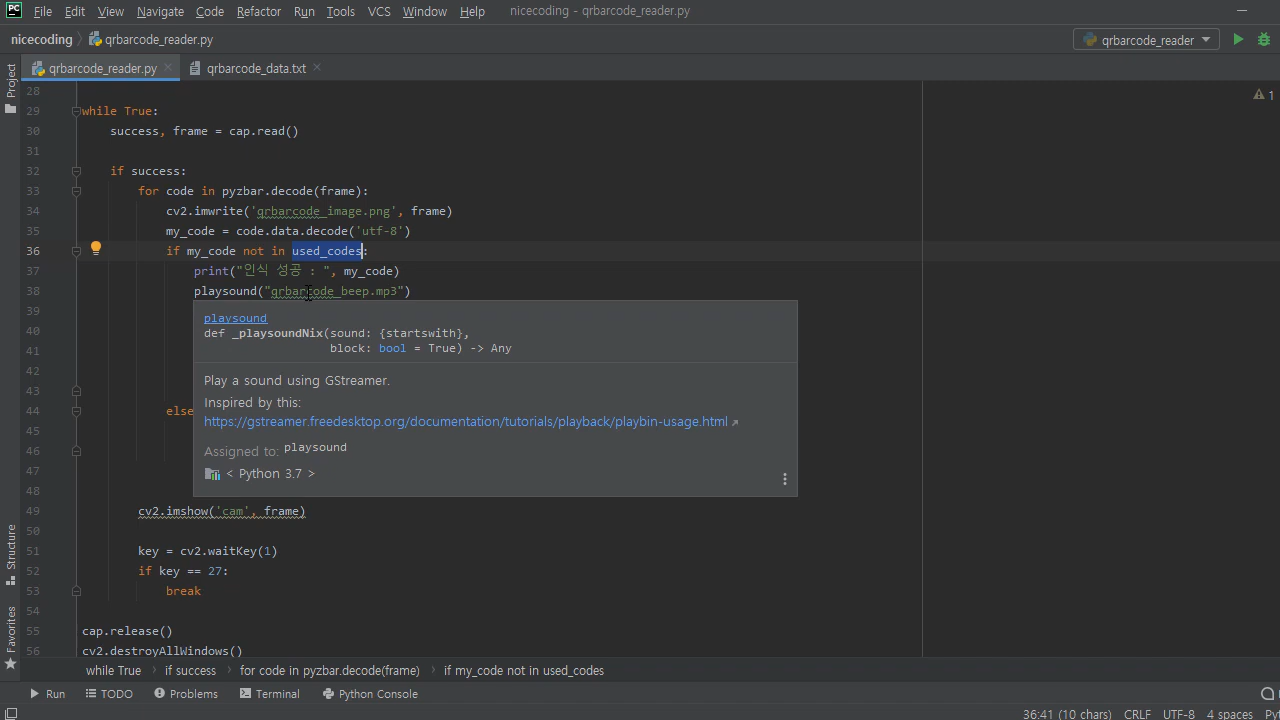 PC File Edit View Navigate Code Refactor Run Tools VCS Window Help nicecoding - qrbarcode_reader.py
nicecoding qrbarcode_reader.py qrbarcode_reader
qrbarcode_reader.py qrbarcode_data.txt
Project
28
29 while True: 1
30 success, frame = cap.read()
31
32 if success:
33 for code in pyzbar.decode(frame):
34 cv2.imwrite('qrbarcode_image.png', frame)
35 my_code = code.data.decode('utf-8')
36 if my_code not in used_codes:
37 print("인식 성공 : ", my_code)
38 playsound("qrbarcode_beep.mp3")
39
playsound
40 def _playsoundNix(sound: {startswith},
41 block: bool = True) -> Any
42 Play a sound using GStreamer.
43 Inspired by this:
44 else
https://gstreamer.freedesktop.org/documentation/tutorials/playback/playbin-usage.html
45
46 Assigned to: playsound
47 < Python 3.7 >
48
49 cv2.imshow('cam', frame)
50
51 key = cv2.waitKey(1)
52 if key == 27:
53 break
54
55 cap.release()
56 cv2.destroyAllWindows()
Structure
Favorites
while True if success for code in pyzbar.decode(frame) if my_code not in used_codes
Run TODO Problems Terminal Python Console
36:41 (10 chars) CRLF UTF-8 4 spaces Py